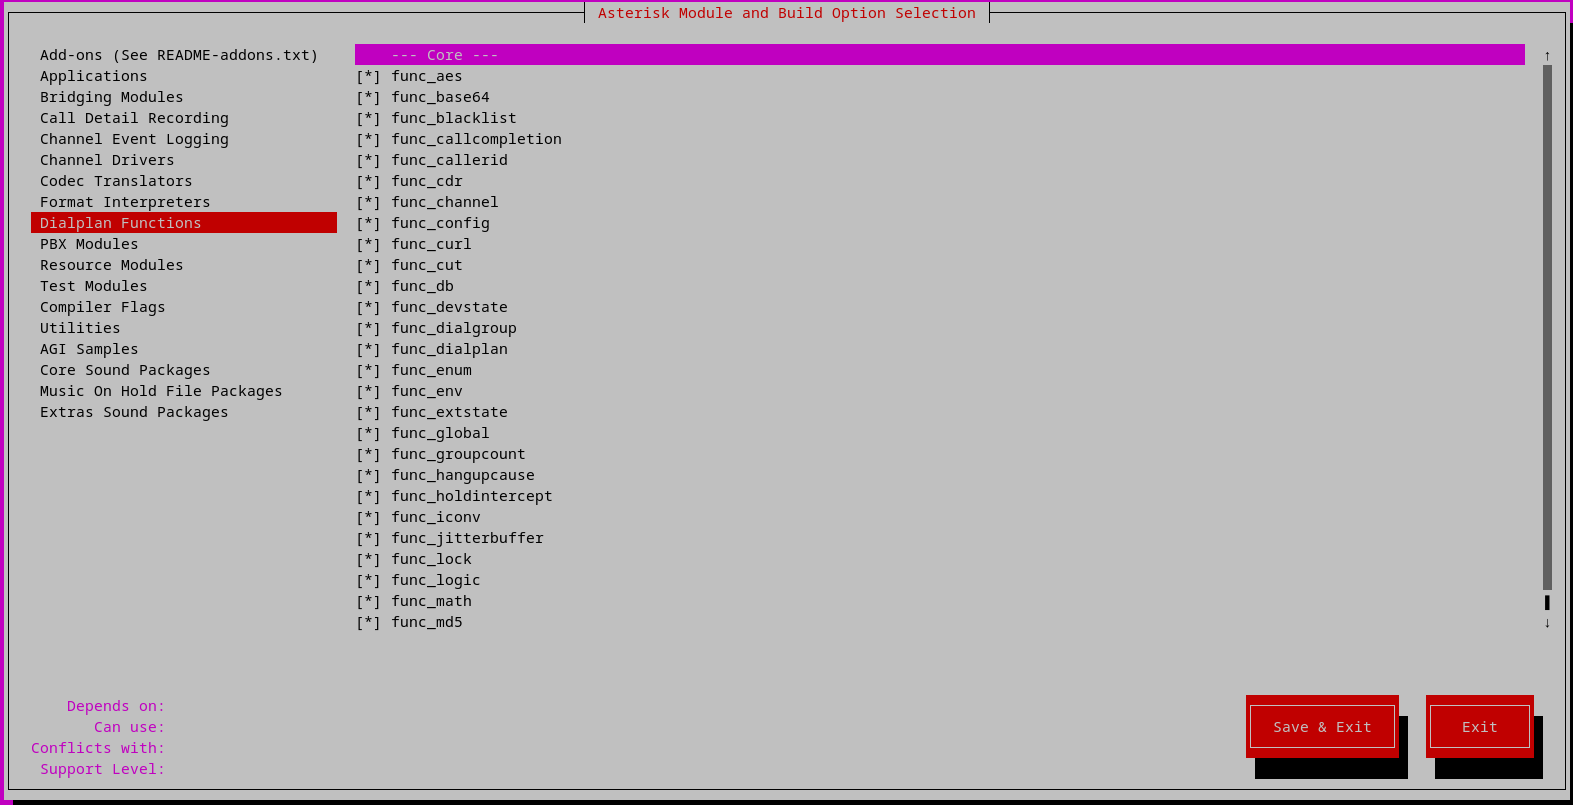 Asterisk Module and Build Option Selection
Add-ons (See README-addons.txt)
Applications
Bridging Modules
Call Detail Recording
Channel Event Logging
Channel Drivers
Codec Translators
Format Interpreters
Dialplan Functions
PBX Modules
Resource Modules
Test Modules
Compiler Flags
Utilities
AGI Samples
Core Sound Packages
Music On Hold File Packages
Extras Sound Packages
--- Core ---
[*] func_aes
[*] func_base64
[*] func_blacklist
[*] func_callcompletion
[*] func_callerid
[*] func_cdr
[*] func_channel
[*] func_config
[*] func_curl
[*] func_cut
[*] func_db
[*] func_devstate
[*] func_dialgroup
[*] func_dialplan
[*] func_enum
[*] func_env
[*] func_extstate
[*] func_global
[*] func_groupcount
[*] func_hangupcause
[*] func_holdintercept
[*] func_iconv
[*] func_jitterbuffer
[*] func_lock
[*] func_logic
[*] func_math
[*] func_md5
↑
↓
Depends on:
Can use:
Conflicts with:
Support Level:
Save & Exit
Exit